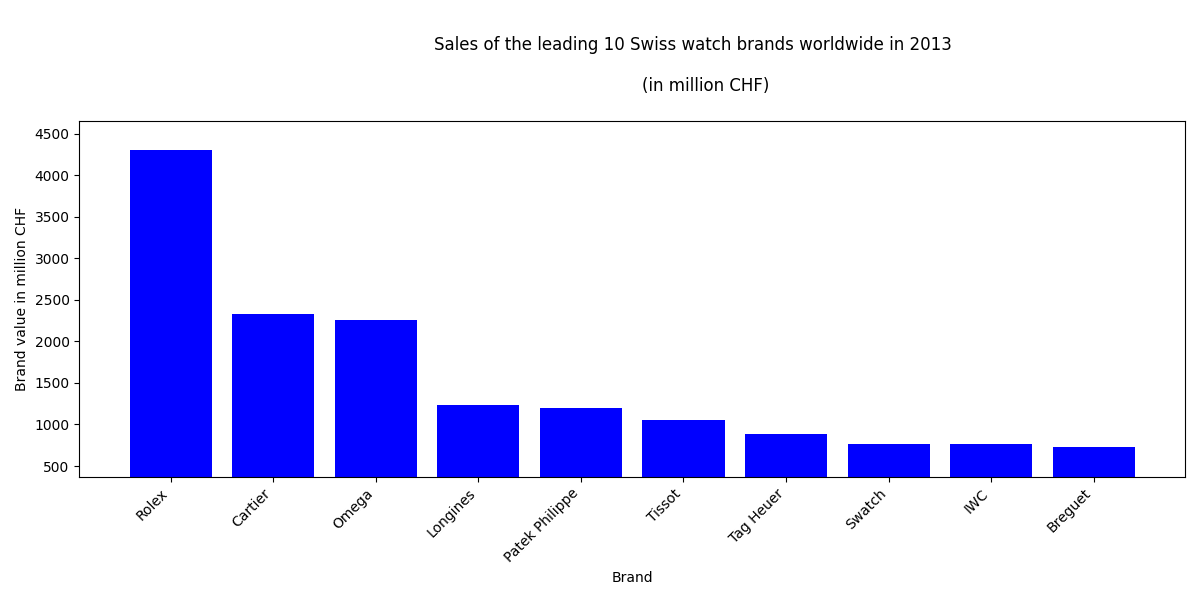 Sales of the leading 10 Swiss watch brands worldwide in 2013
(in million CHF)
Brand value in million CHF
4500
4000
3500
3000
2500
2000
1500
1000
500
Rolex
Cartier
Omega
Longines
Patek Philippe
Tissot
Tag Heuer
Swatch
IWC
Breguet
Brand